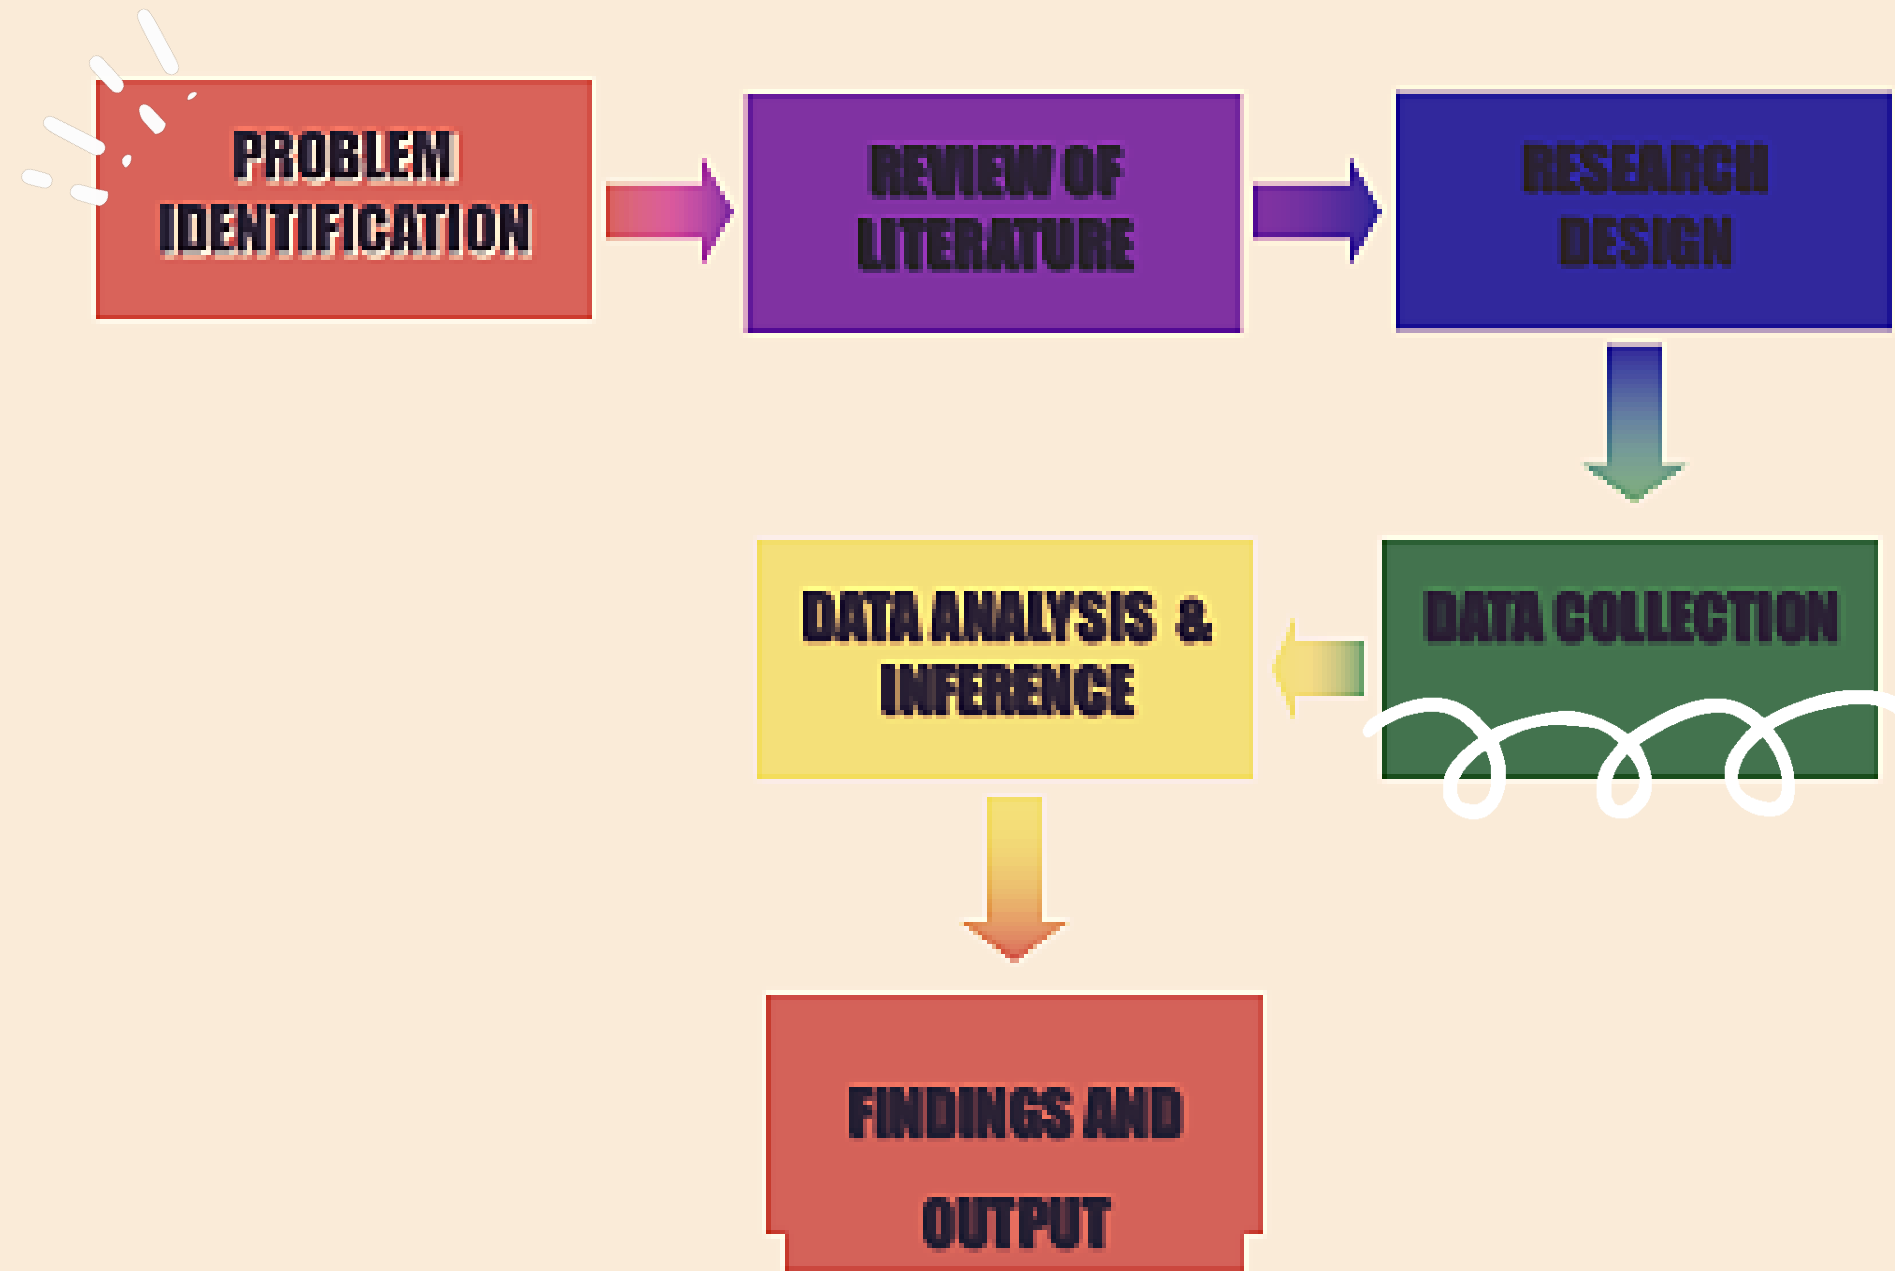 PROBLEM
IDENTIFICATION
REVIEW OF
LITERATURE
RESEARCH
DESIGN
DATA COLLECTION
DATA ANALYSIS &
INFERENCE
FINDINGS AND
OUTPUT